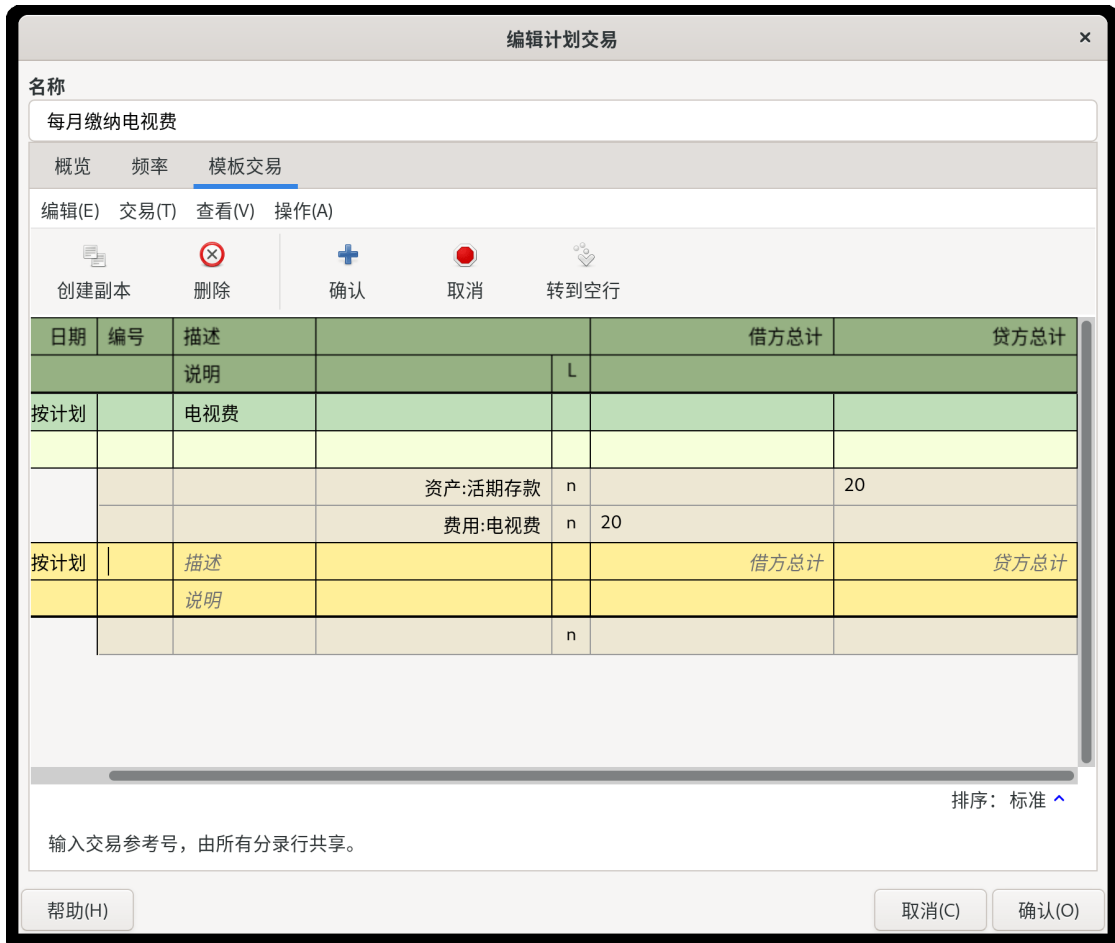 编辑计划交易
名称
每月缴纳电视费
概览 频率 模板交易
编辑(E) 交易(T) 查看(V) 操作(A)
创建副本 删除 确认 取消 转到空行
日期 编号 描述 借方总计 贷方总计
说明 L
按计划 电视费
资产:活期存款 n 20
费用:电视费 n 20
按计划 描述 借方总计 贷方总计
说明
n
排序： 标准
输入交易参考号，由所有分录行共享。
帮助(H) 取消(C) 确认(O)